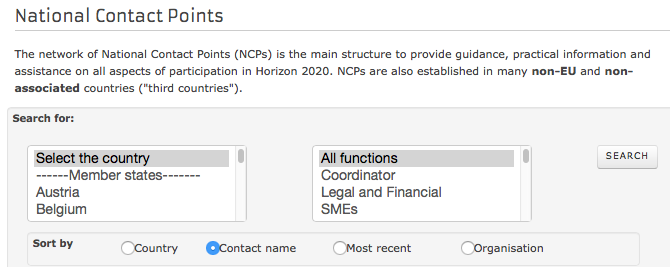 National Contact Points
The network of National Contact Points (NCPs) is the main structure to provide guidance, practical information and
assistance on all aspects of participation in Horizon 2020. NCPs are also established in many non-EU and non-
associated countries ("third countries").
Search for:
Select the country
------Member states-------
Austria
Belgium
All functions
Coordinator
Legal and Financial
SMEs
SEARCH
Sort by Country Contact name Most recent Organisation